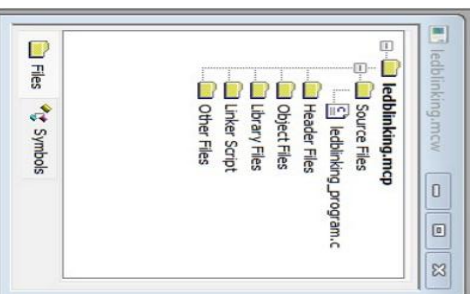 ledblinking.mcw
ledblinking.mcp
Source Files
ledblinking_program.c
Header Files
Object Files
Library Files
Linker Script
Other Files
Files
Symbols